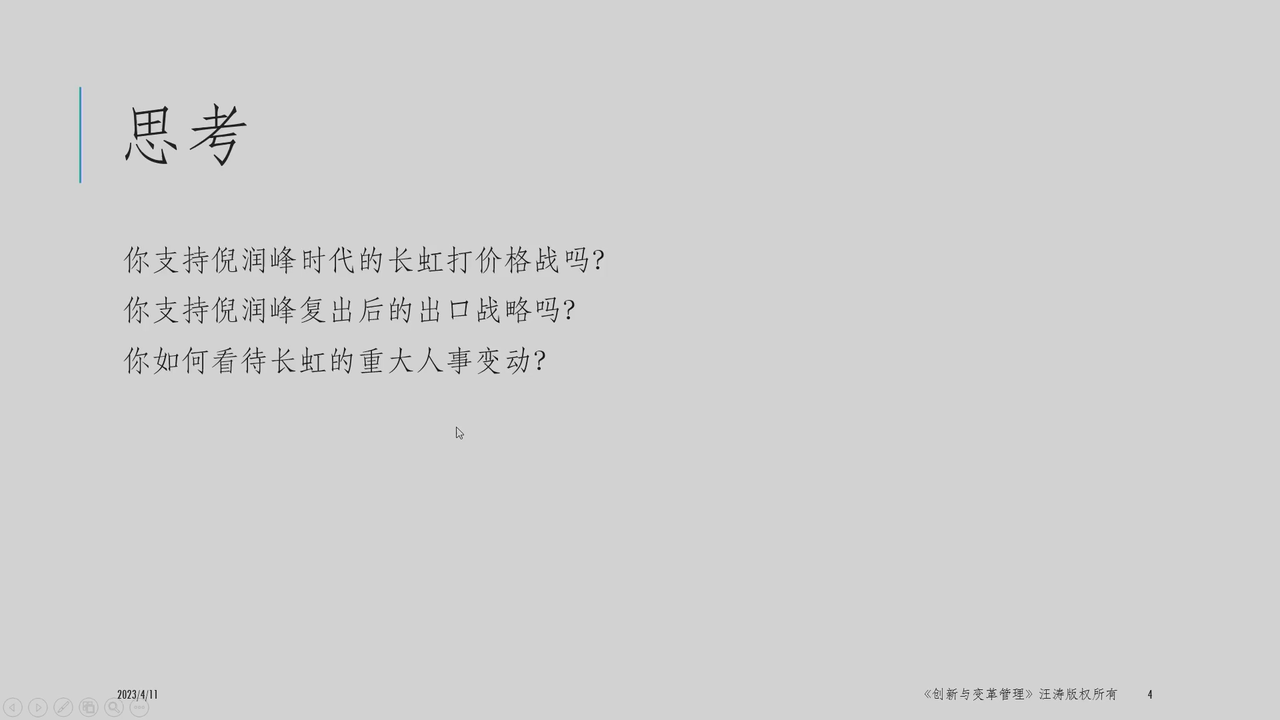 思考
你支持倪润峰时代的长虹打价格战吗?
你支持倪润峰复出后的出口战略吗?
你如何看待长虹的重大人事变动?
2023/4/11
《创新与变革管理》汪涛版权所有
4